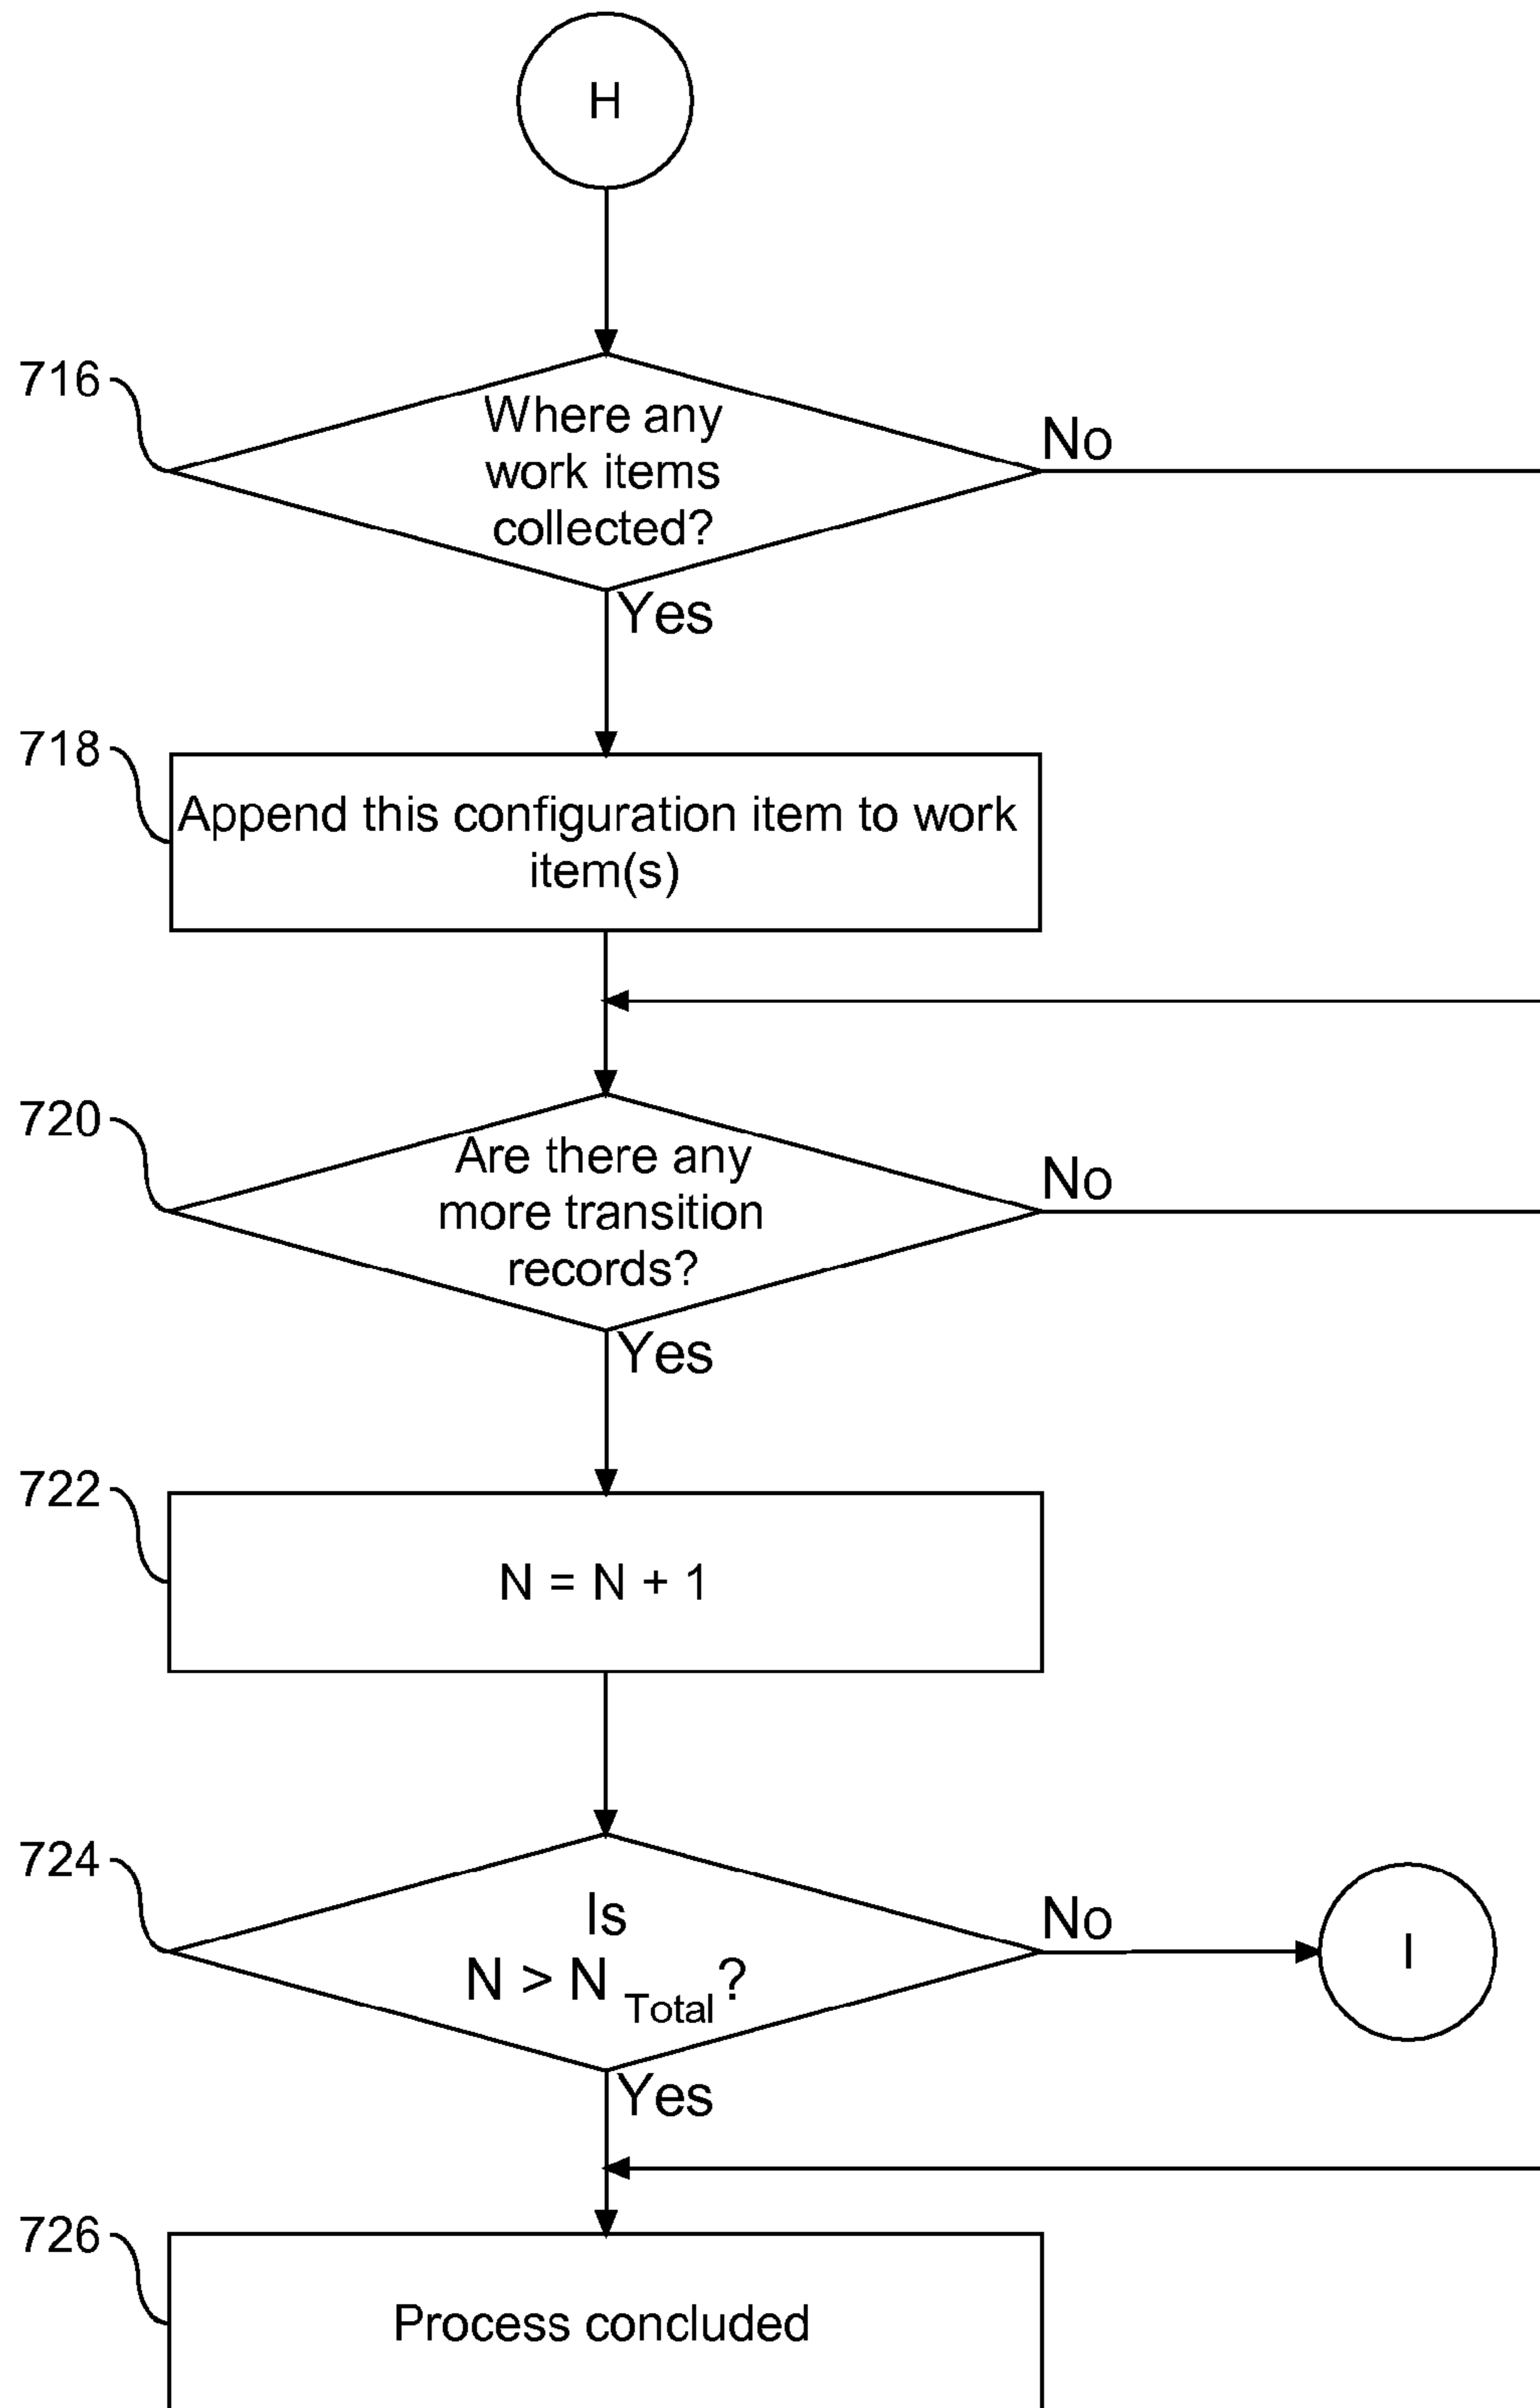 H
716
Where any
work items
collected?
No
Yes
718
Append this configuration item to work
item(s)
720
Are there any
more transition
records?
No
Yes
722
N = N + 1
724
Is
N > N Total ?
No
I
Yes
726
Process concluded